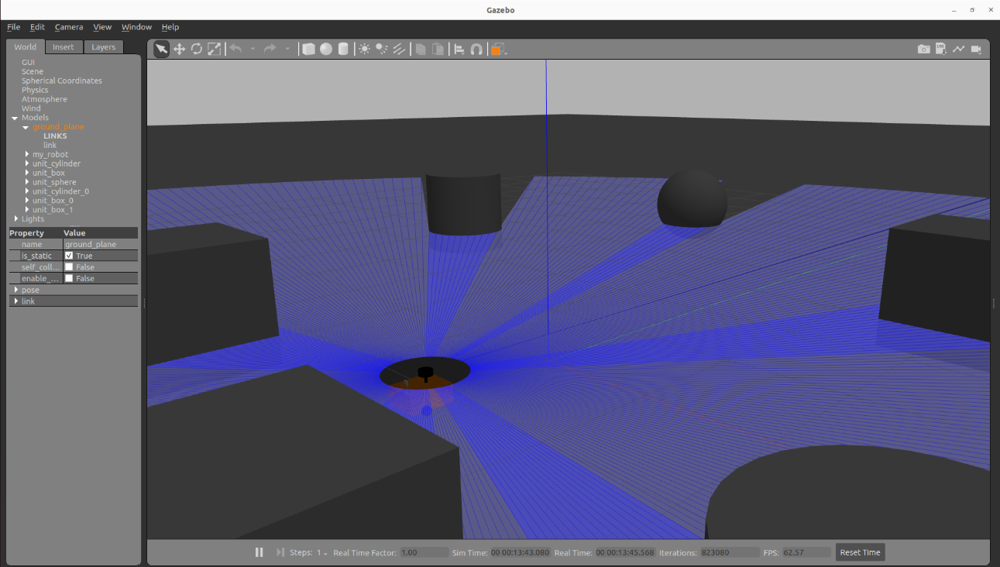 Gazebo
File Edit Camera View Window Help
World Insert Layers
GUI
Scene
Spherical Coordinates
Physics
Atmosphere
Wind
Models
ground_plane
LINKS
link
my_robot
unit_cylinder
unit_box
unit_sphere
unit_cylinder_0
unit_box_0
unit_box_1
Lights
Property Value
name ground_plane
is_static True
self_coll... False
enable_... False
pose
link
Steps: 1 Real Time Factor: 1.00 Sim Time: 00 00:13:43.080 Real Time: 00 00:13:45.568 Iterations: 823080 FPS: 62.57 Reset Time